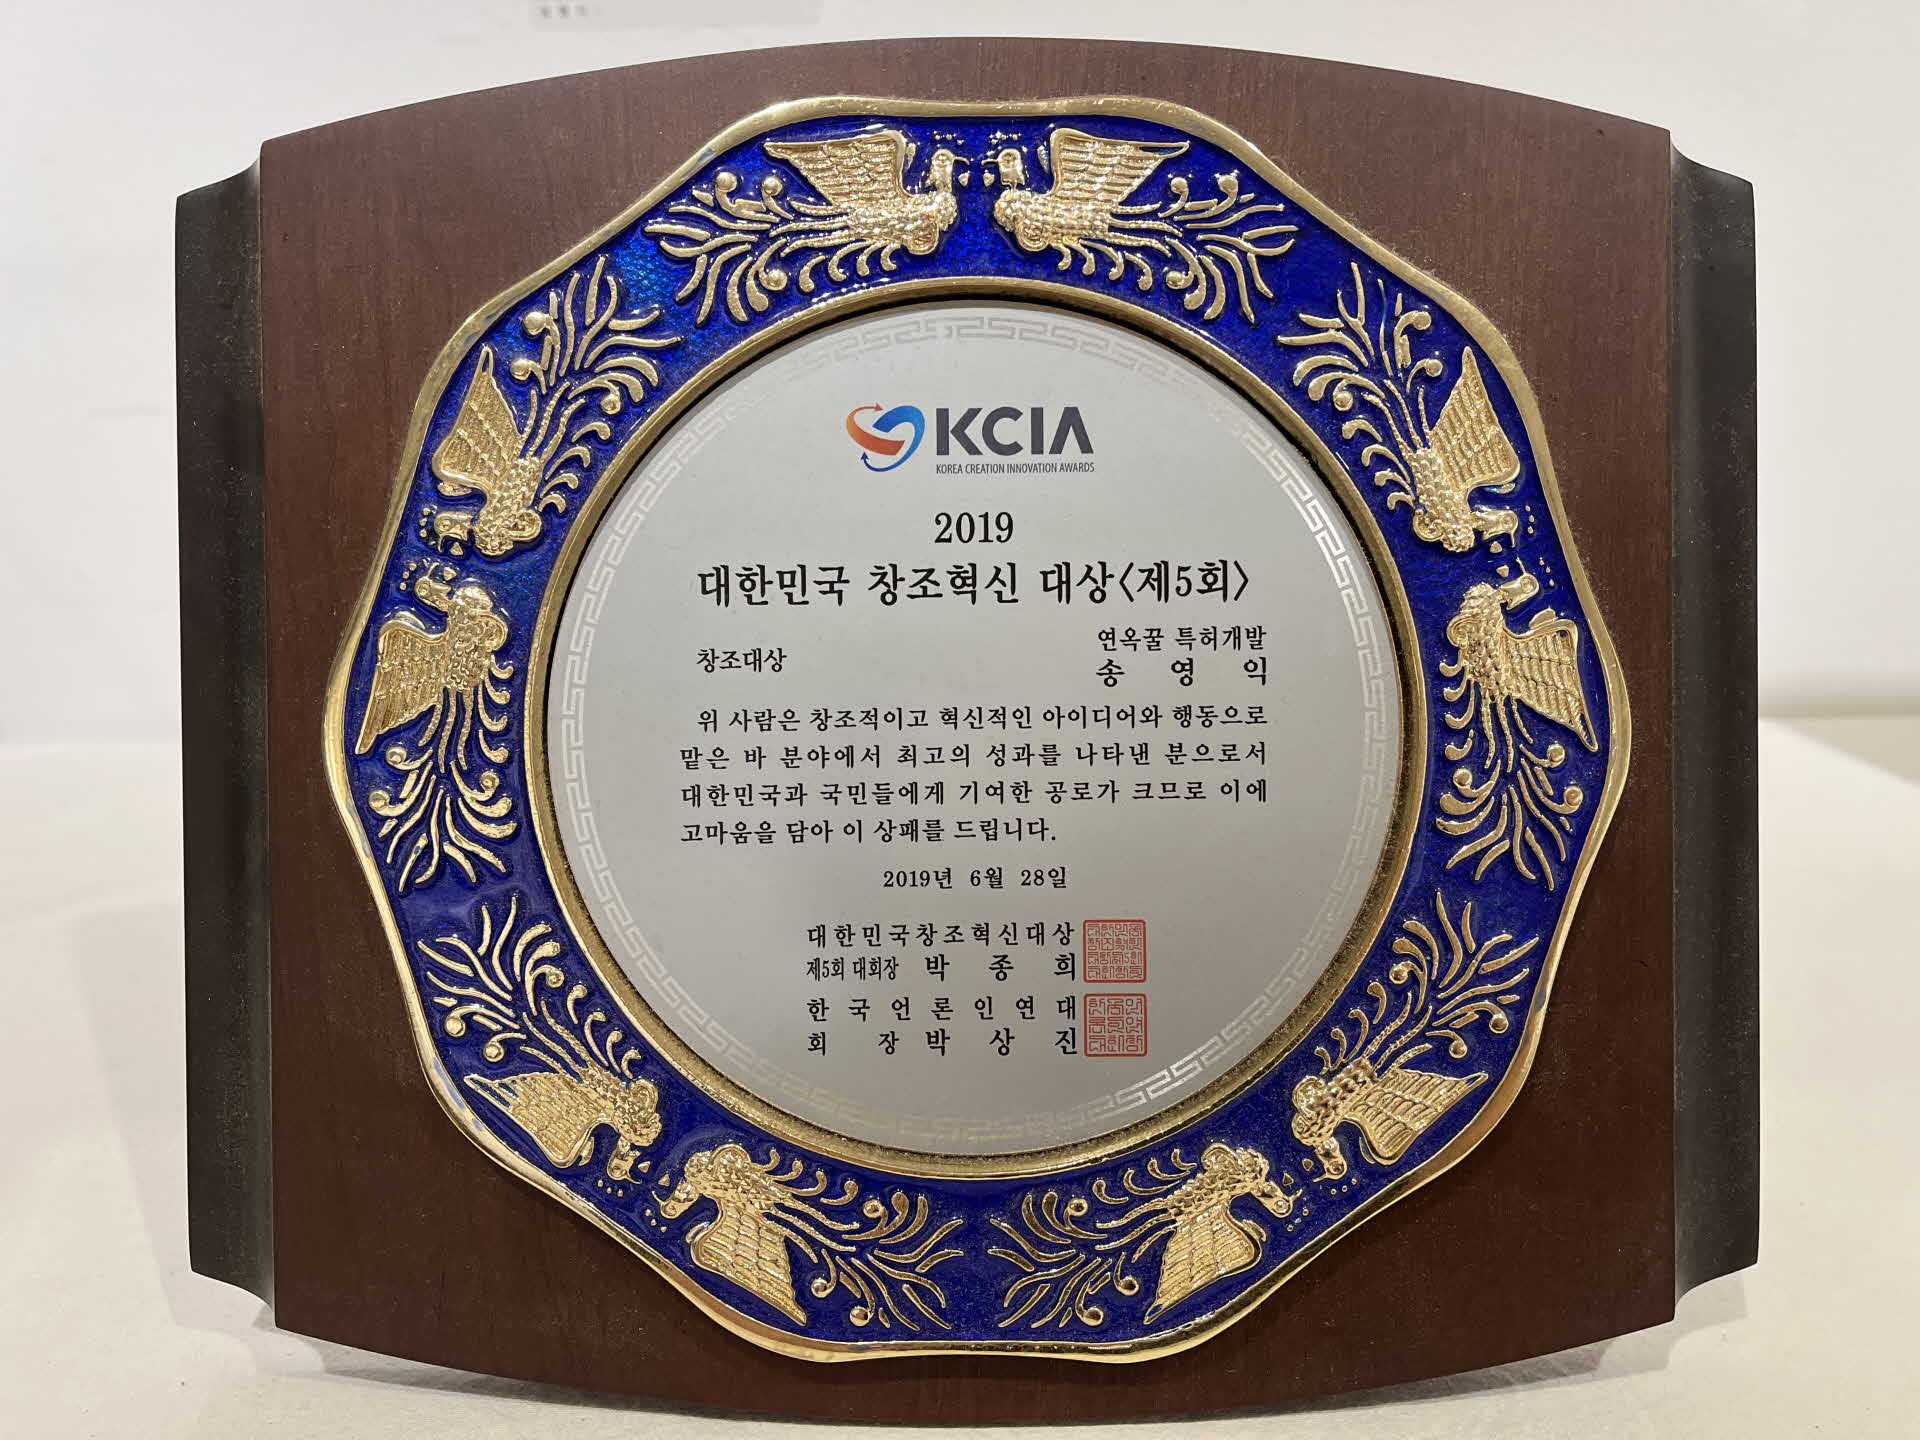 KCIA
KOREA CREATION INNOVATION AWARDS
2019
대한민국 창조혁신 대상<제5회>
창조대상
연옥꿀 특허개발
송 영 익
위 사람은 창조적이고 혁신적인 아이디어와 행동으로
맡은 바 분야에서 최고의 성과를 나타낸 분으로서
대한민국과 국민들에게 기여한 공로가 크므로 이에
고마움을 담아 이 상패를 드립니다.
2019년 6월 28일
대한민국창조혁신대상
제5회 대회장 박 종 희
한 국 언 론 인 연 대
회 장 박 상 진